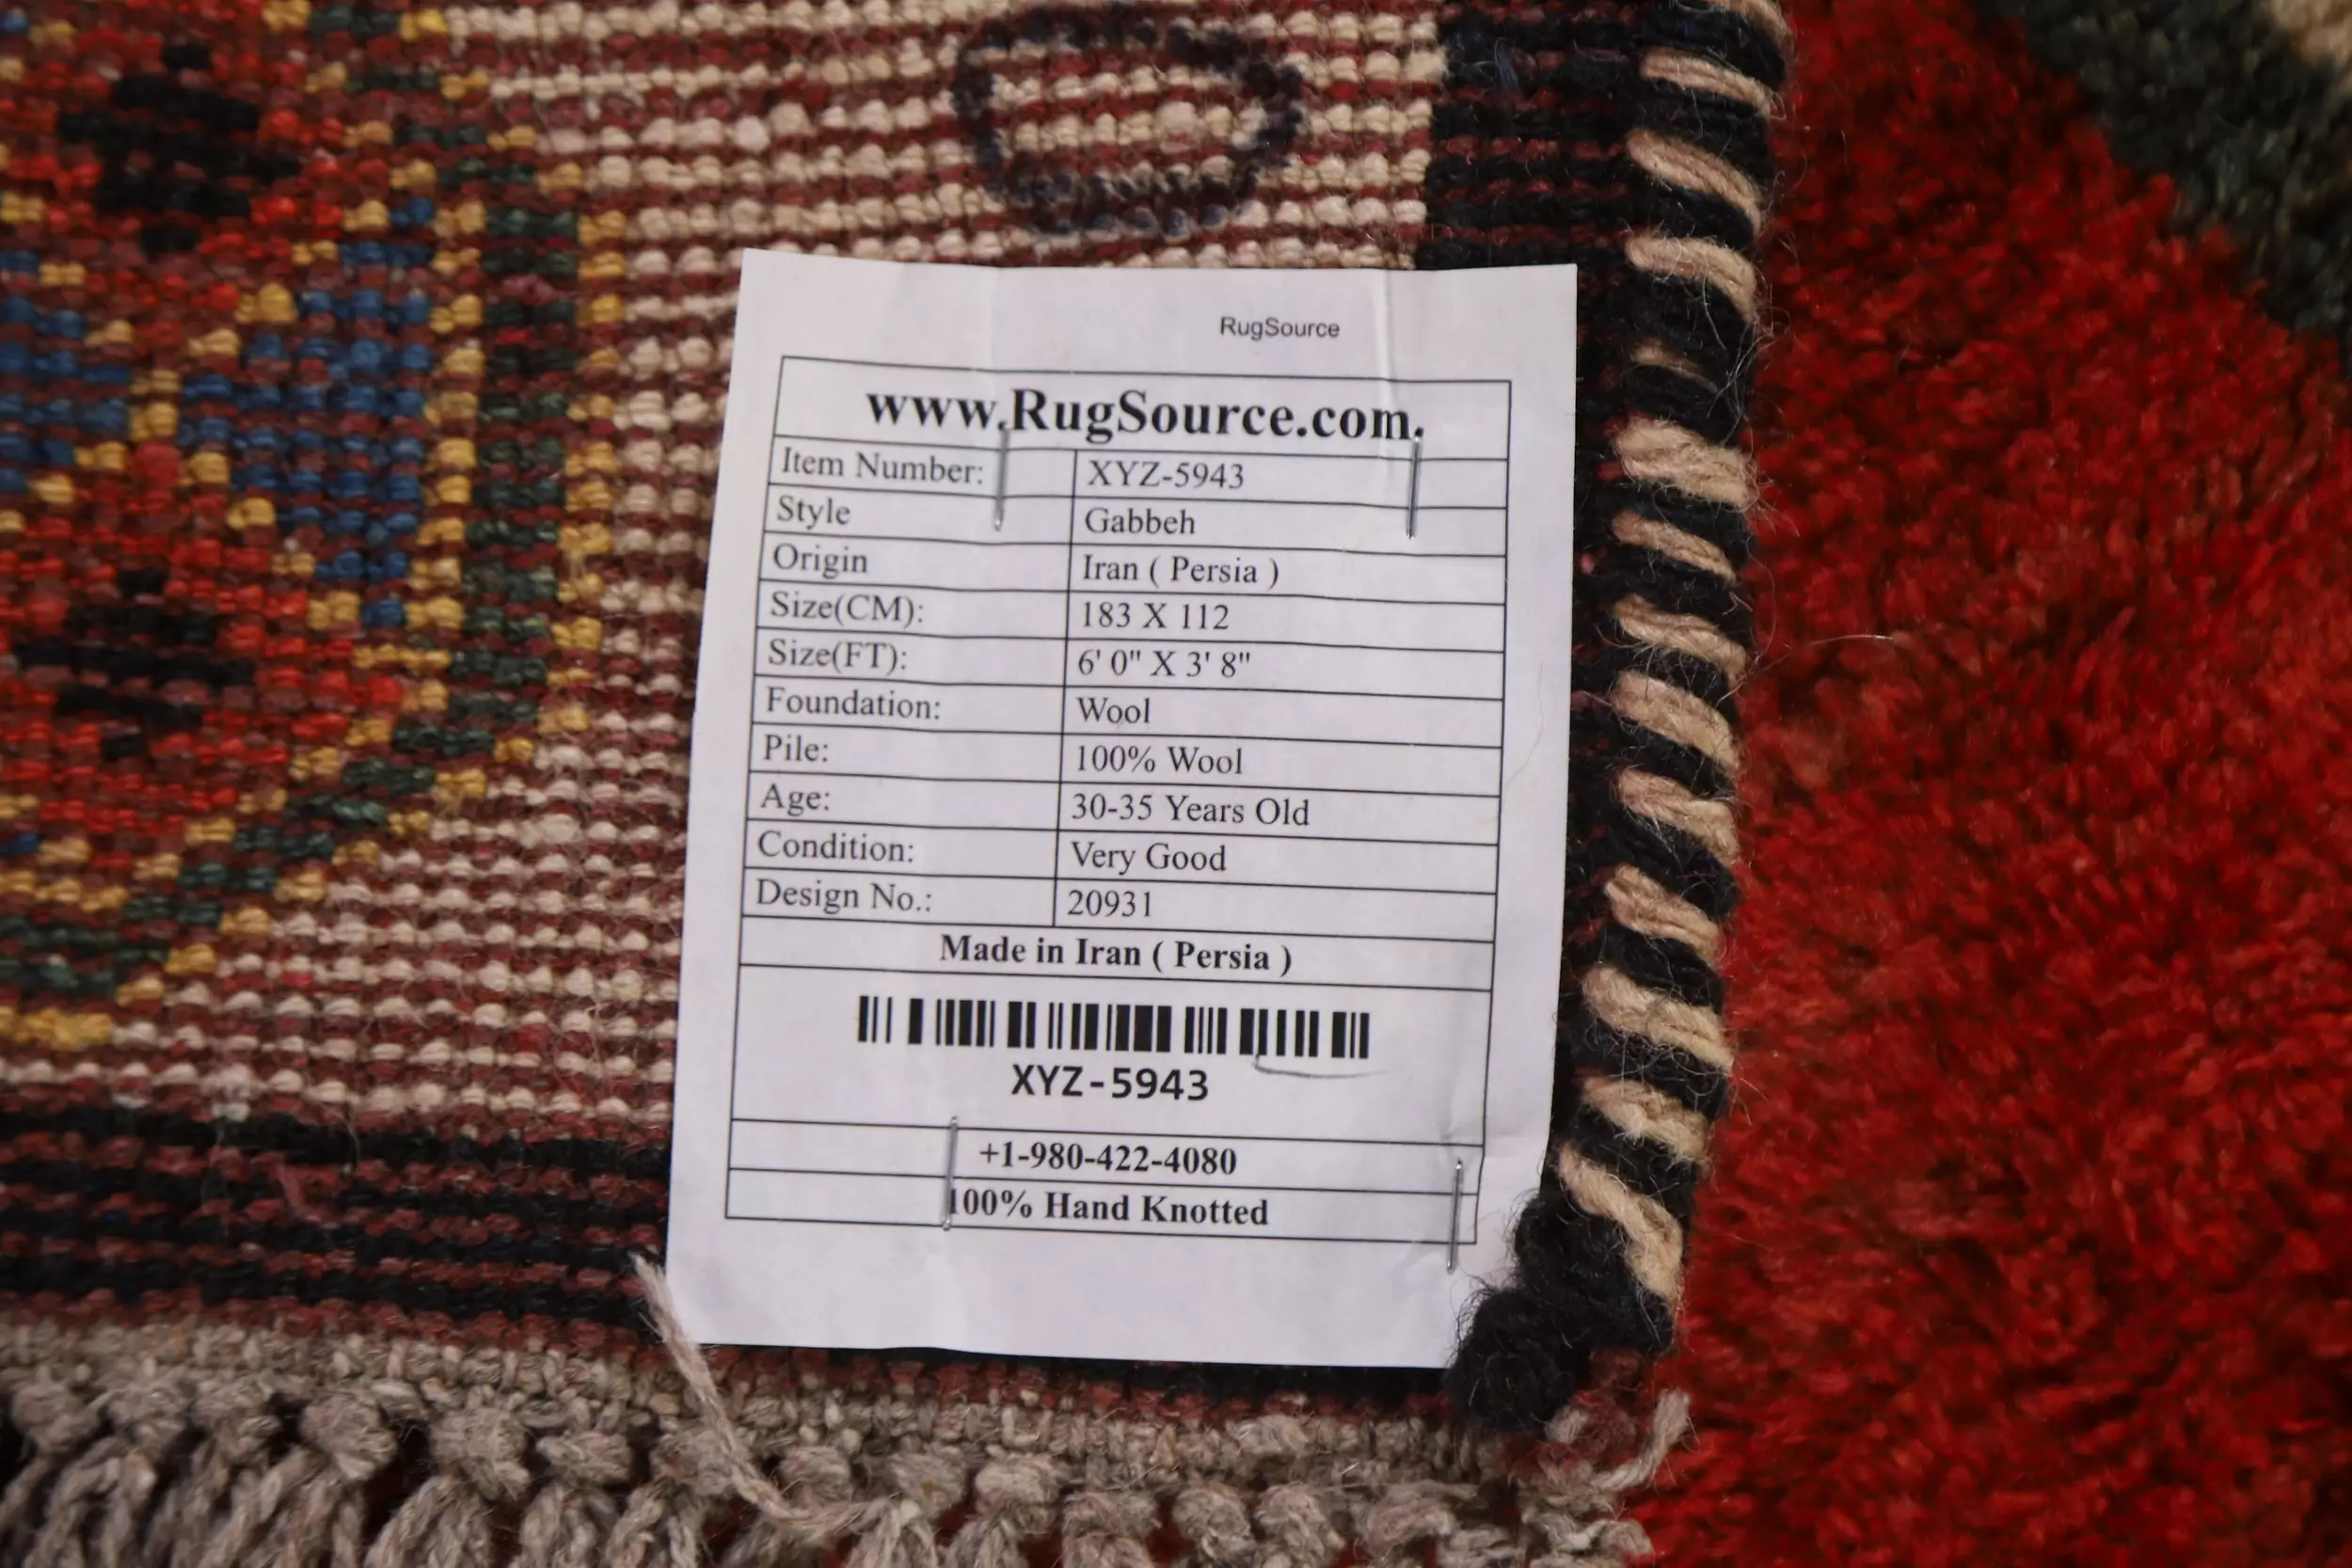 RugSource
www.RugSource.com.
Item Number: XYZ-5943
Style Gabbeh
Origin Iran ( Persia )
Size(CM): 183 X 112
Size(FT): 6' 0" X 3' 8"
Foundation: Wool
Pile: 100% Wool
Age: 30-35 Years Old
Condition: Very Good
Design No.: 20931
Made in Iran ( Persia )
XYZ-5943
+1-980-422-4080
100% Hand Knotted